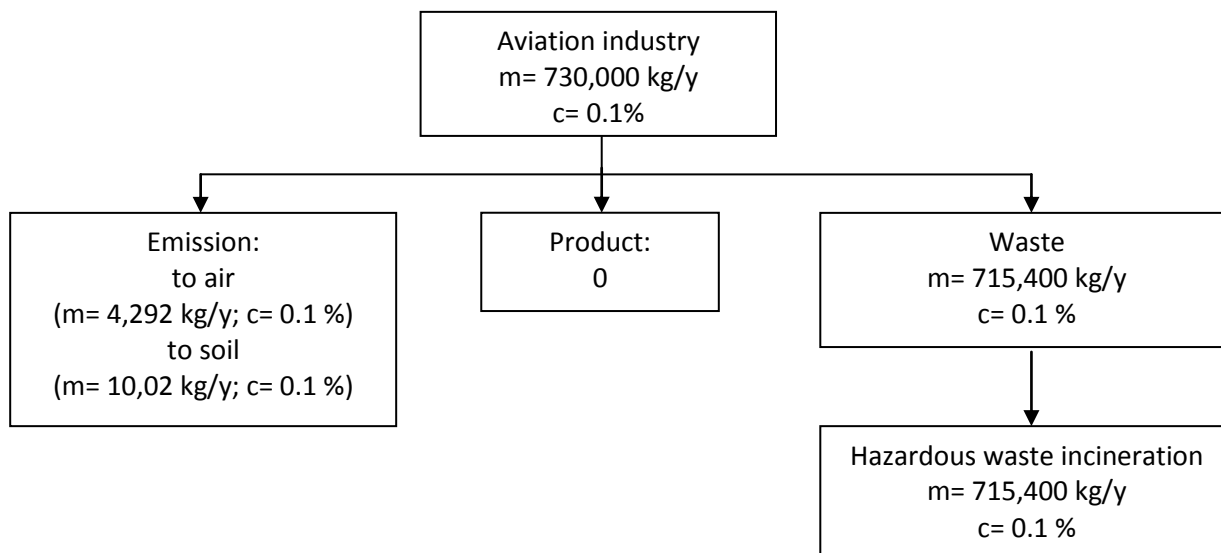 Aviation industry
m= 730,000 kg/y
c= 0.1%
Emission:
to air
(m= 4,292 kg/y; c= 0.1 %)
to soil
(m= 10,02 kg/y; c= 0.1 %)
Product:
0
Waste
m= 715,400 kg/y
c= 0.1 %
Hazardous waste incineration
m= 715,400 kg/y
c= 0.1 %